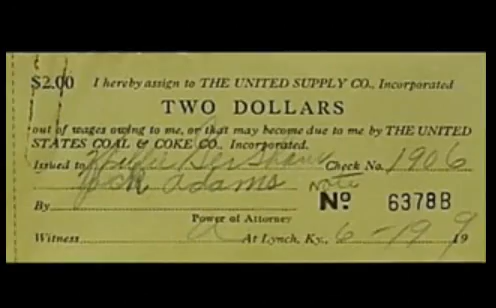 $2.00 I hereby assign to THE UNITED SUPPLY CO., Incorporated
TWO DOLLARS
out of wages owing to me, or that may become due to me by THE UNITED
STATES COAL & COKE CO., Incorporated.
Issued to Check No. 1906
adams Note
By No 6378B
Power of Attorney
Witness At Lynch, Ky., 6-19 19